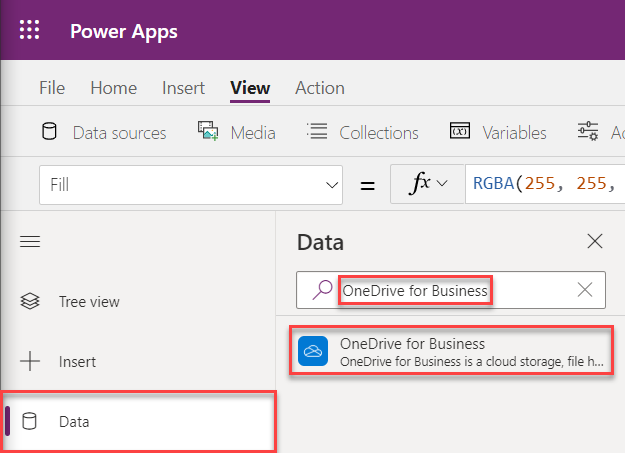 Power Apps
File Home Insert View Action
Data sources Media Collections Variables
Fill = fx RGBA(255, 255,
Data
OneDrive for Business
Tree view
OneDrive for Business
OneDrive for Business is a cloud storage, file h...
Insert
Data